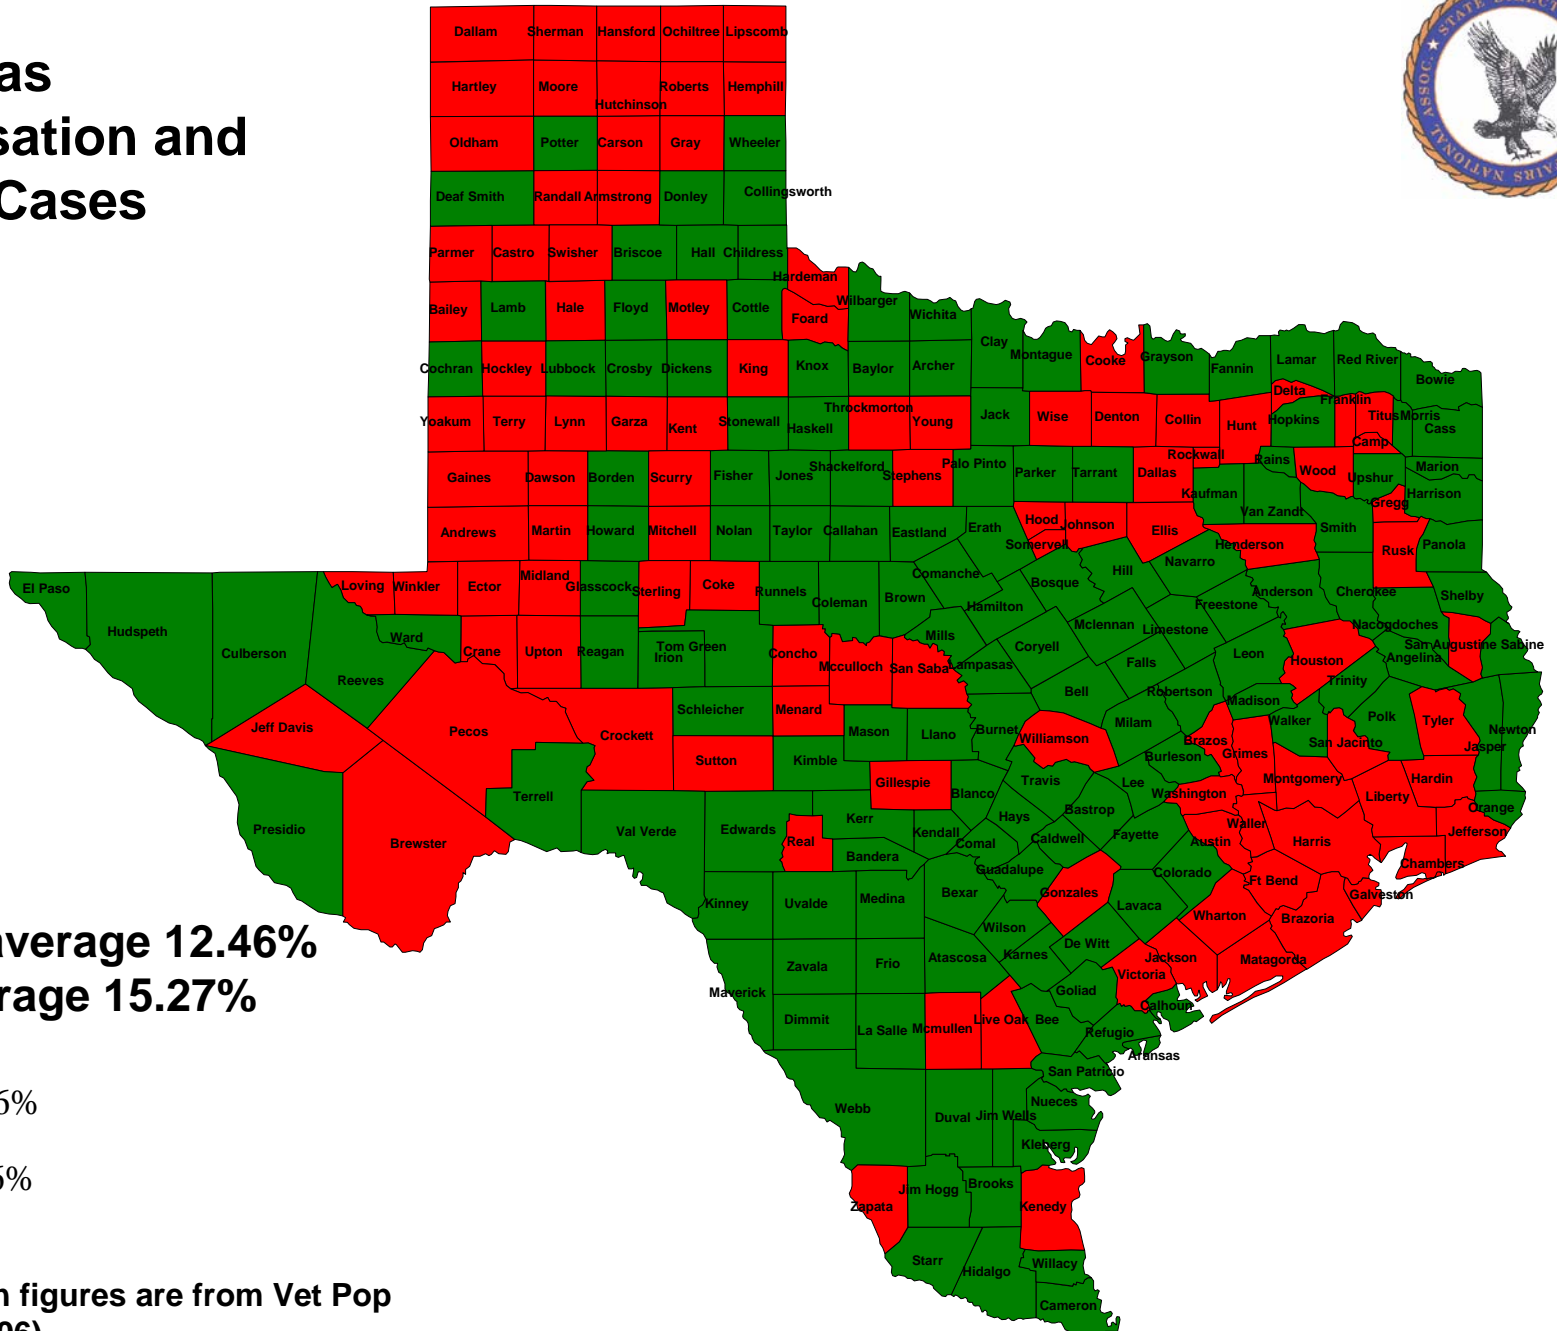 as
sation and
Cases
STATE DIRECT
ASSOC.
NATIONAL
AIRS
Dallam Sherman Hansford Ochiltree Lipscomb
Hartley Moore Hutchinson Roberts Hemphill
Oldham Potter Carson Gray Wheeler
Deaf Smith Randall Armstrong Donley Collingsworth
Parmer Castro Swisher Briscoe Hall Childress Hardeman
Bailey Lamb Hale Floyd Motley Cottle Foard Wilbarger Wichita
Clay Montague Cooke Grayson Fannin Lamar Red River Bowie
Cochran Hockley Lubbock Crosby Dickens King Knox Baylor Archer
Delta Franklin Titus Morris Cass
Yoakum Terry Lynn Garza Kent Stonewall Haskell Throckmorton Young Jack Wise Denton Collin Hunt Hopkins Camp
Gaines Dawson Borden Scurry Fisher Jones Shackelford Stephens Palo Pinto Parker Tarrant Dallas Rockwall Rains Wood Upshur Marion
Kaufman Van Zandt Gregg Harrison
Andrews Martin Howard Mitchell Nolan Taylor Callahan Eastland Erath Hood Johnson Ellis Henderson Smith Rusk Panola
Somervell
El Paso Hudspeth Culberson Loving Winkler Ector Midland Glasscock Sterling Coke Runnels Coleman Brown Comanche Hamilton Bosque Hill Navarro Freestone Anderson Cherokee Shelby
Nacogdoches
Reeves Ward Crane Upton Reagan Irion Tom Green Concho Mcculloch San Saba Mills Lampasas Coryell Mclennan Limestone Falls Leon Houston Angelina San Augustine Sabine
Trinity
Jeff Davis Pecos Crockett Schleicher Menard Mason Llano Burnet Bell Williamson Milam Robertson Madison Walker Polk Tyler Jasper Newton
Brazos Grimes San Jacinto
Sutton Kimble Gillespie Blanco Travis Burleson Lee Washington Montgomery Liberty Hardin Orange
Presidio Brewster Terrell Val Verde Edwards Real Kerr Kendall Comal Hays Caldwell Bastrop Fayette Austin Waller Harris Jefferson
Bandera Guadalupe Colorado Chambers
Kinney Uvalde Medina Bexar Wilson Gonzales Lavaca Wharton Ft Bend Brazoria Galveston
average 12.46%
rage 15.27%
Maverick Zavala Frio Atascosa Karnes De Witt Victoria Jackson Matagorda
Dimmit La Salle Mcmullen Live Oak Bee Goliad Refugio Calhoun
Aransas
San Patricio
6%
Webb Duval Jim Wells Nueces
Kleberg
6%
Zapata Jim Hogg Brooks Kenedy
Starr Hidalgo Willacy
Cameron
n figures are from Vet Pop
06)